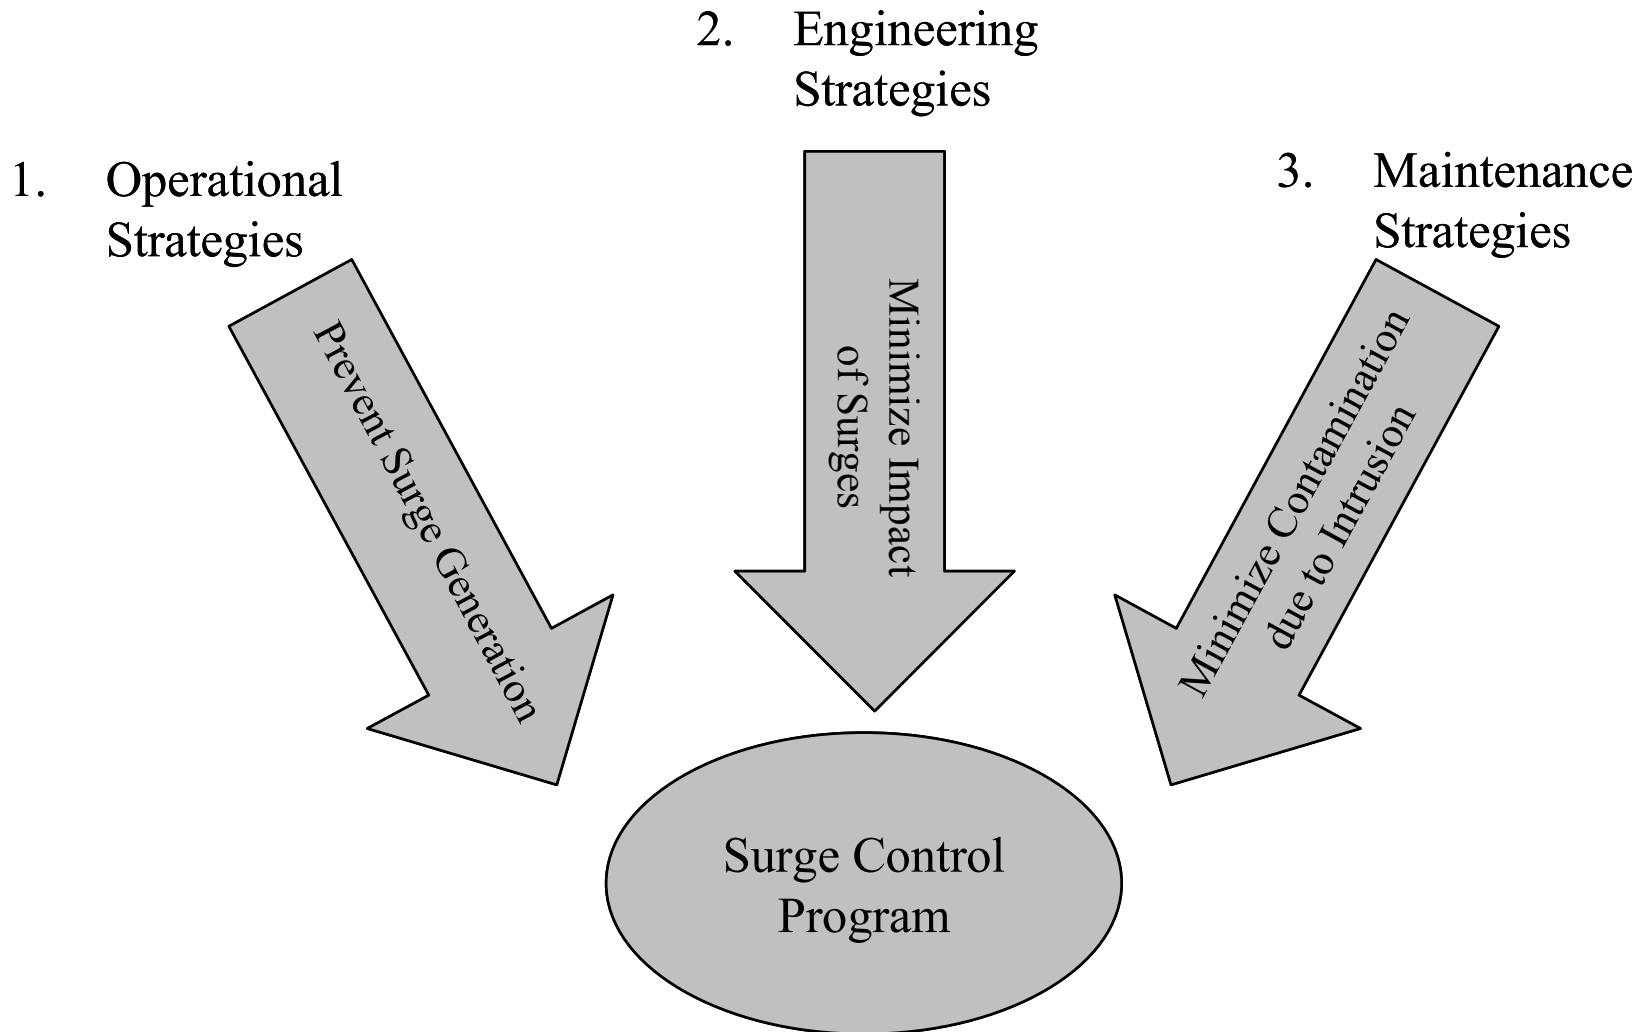 1. Operational
Strategies
2. Engineering
Strategies
3. Maintenance
Strategies
Prevent Surge Generation
Minimize Impact
of Surges
Minimize Contamination
due to Intrusion
Surge Control
Program